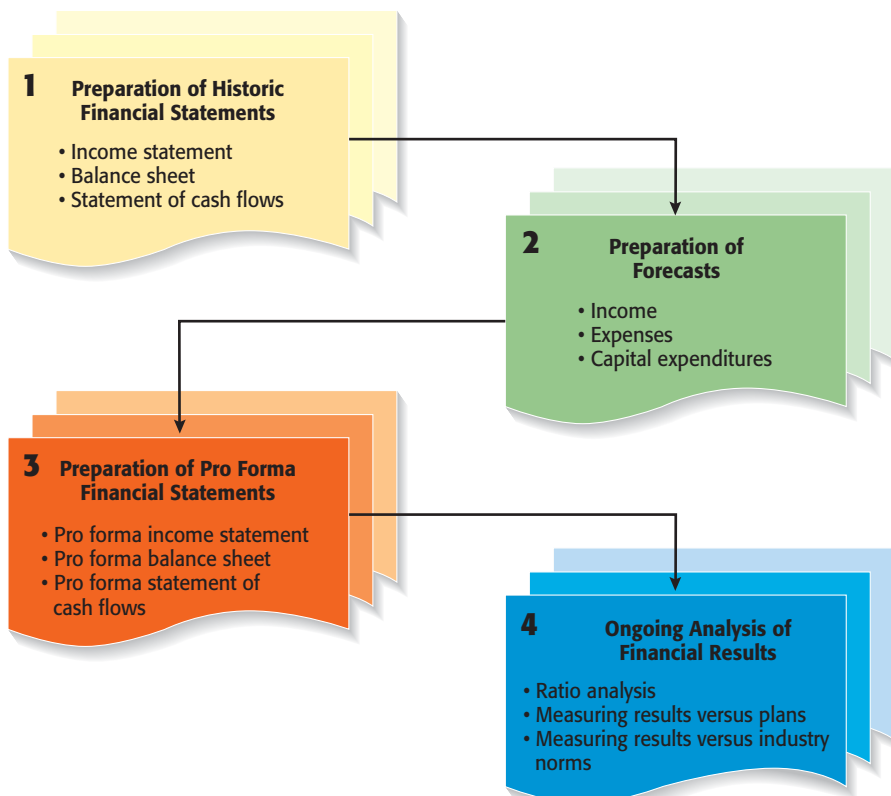 1 Preparation of Historic
Financial Statements
• Income statement
• Balance sheet
• Statement of cash flows
2 Preparation of
Forecasts
• Income
• Expenses
• Capital expenditures
3 Preparation of Pro Forma
Financial Statements
• Pro forma income statement
• Pro forma balance sheet
• Pro forma statement of
cash flows
4 Ongoing Analysis of
Financial Results
• Ratio analysis
• Measuring results versus plans
• Measuring results versus industry
norms